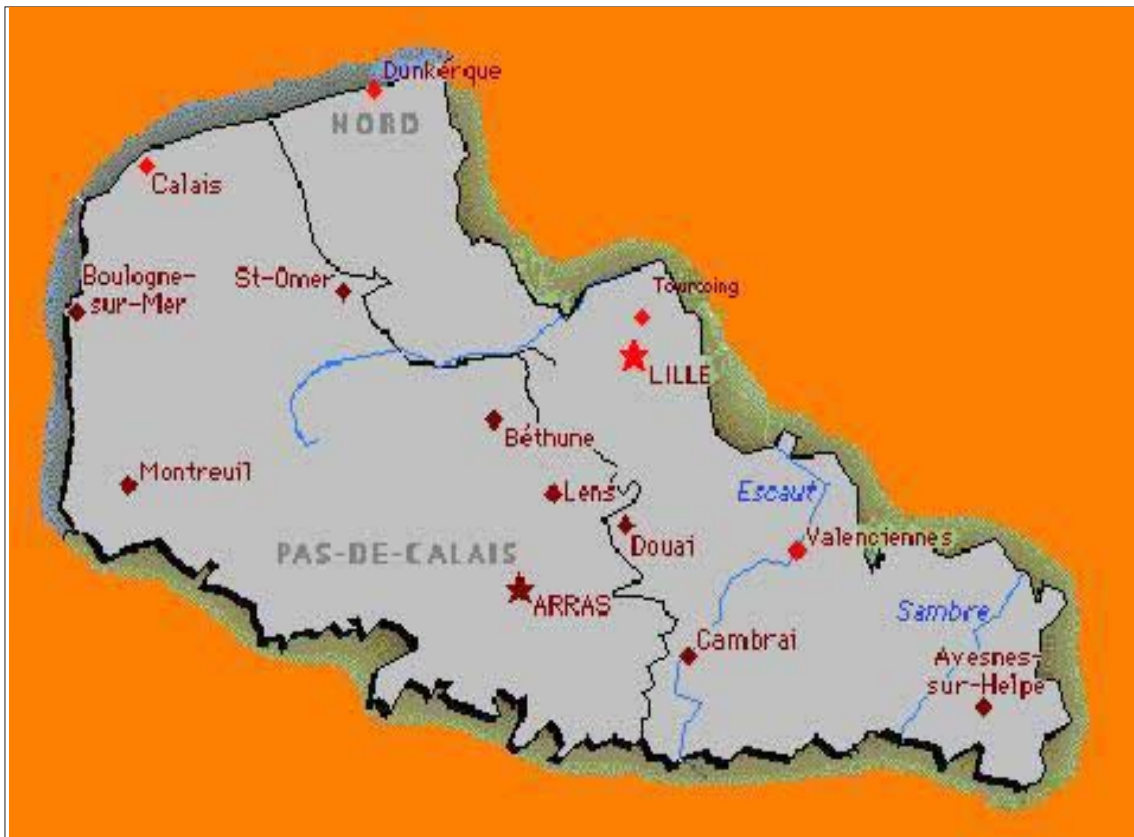 Dunkerque
NORD
Calais
Boulogne-
sur-Mer
St-Omer
Tourcoing
LILLE
Béthune
Montreuil
Lens
Escaut
Douai
Valenciennes
PAS-DE-CALAIS
ARRAS
Sambre
Cambrai
Avesnes-
sur-Helpe